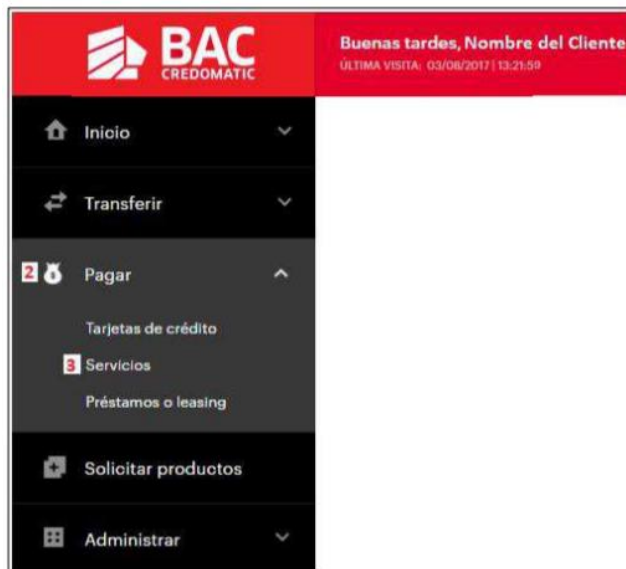 BAC
CREDOMATIC
Buenas tardes, Nombre del Cliente
ÚLTIMA VISITA: 03/08/2017 | 13:21:59
Inicio
Transferir
2 Pagar
Tarjetas de crédito
3 Servicios
Préstamos o leasing
Solicitar productos
Administrar